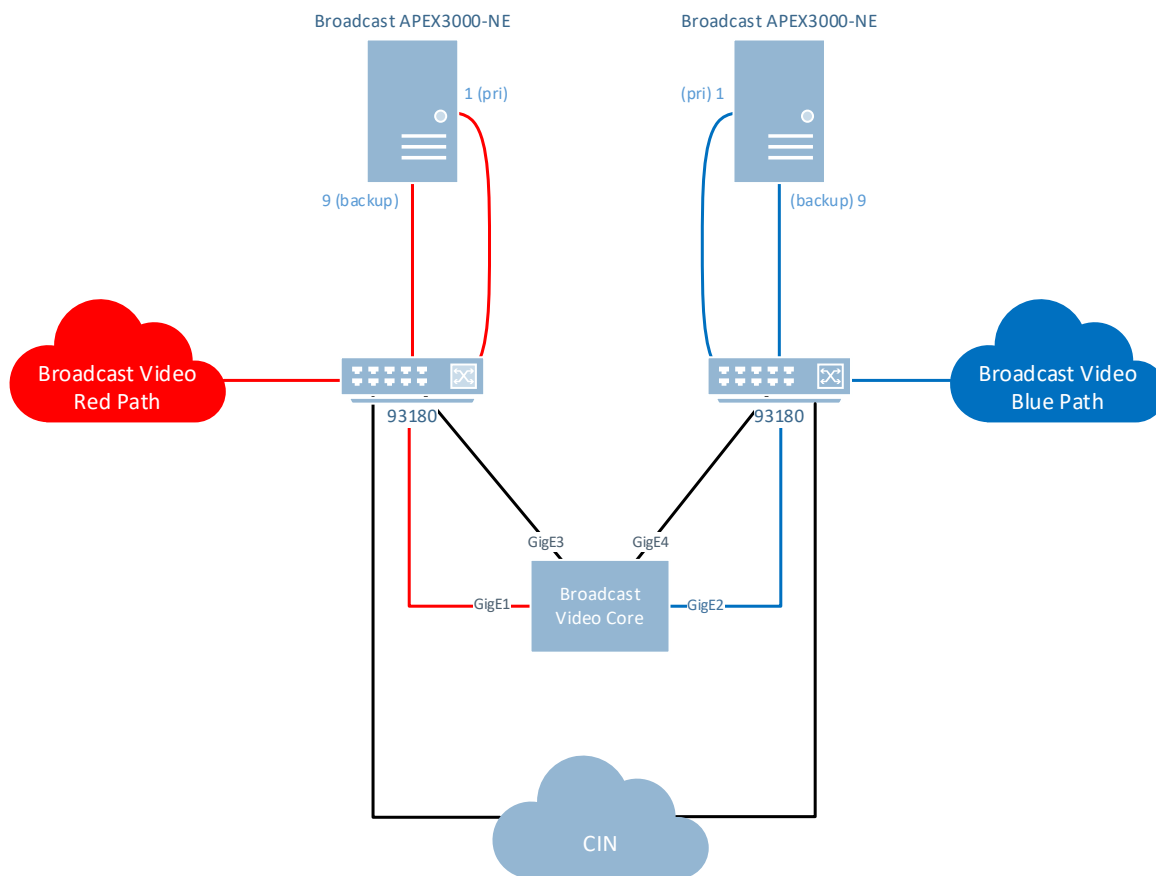 Broadcast APEX3000-NE
Broadcast APEX3000-NE
1 (pri)
(pri) 1
9 (backup)
(backup) 9
Broadcast Video
Red Path
Broadcast Video
Blue Path
93180
93180
GigE3
GigE4
GigE1
Broadcast
Video Core
GigE2
CIN